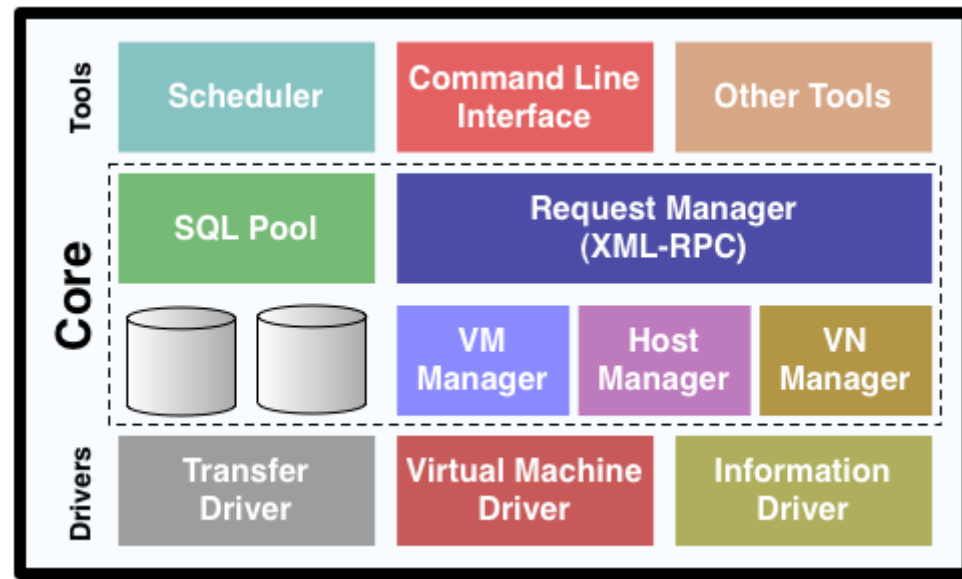 Tools
Scheduler
Command Line
Interface
Other Tools
Core
SQL Pool
Request Manager
(XML-RPC)
VM
Manager
Host
Manager
VN
Manager
Drivers
Transfer
Driver
Virtual Machine
Driver
Information
Driver